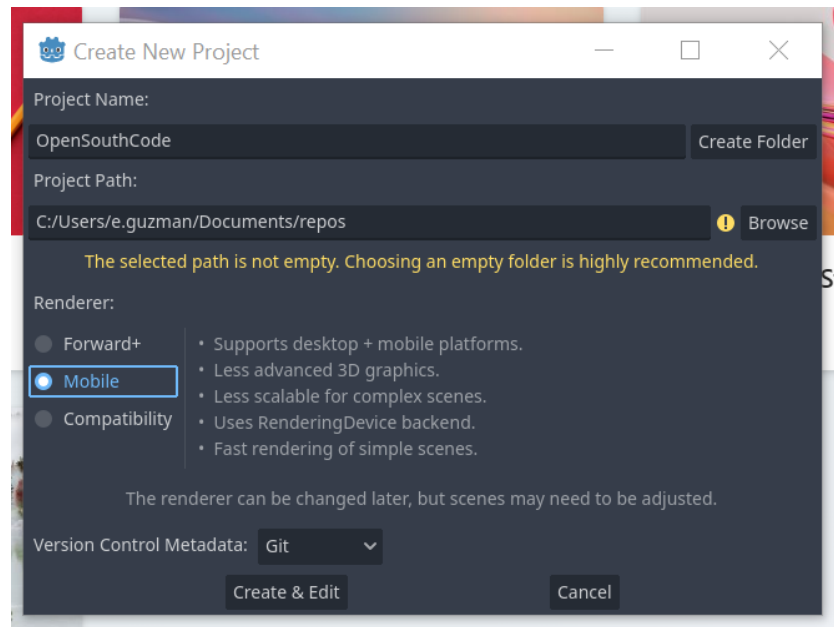 Create New Project
Project Name:
OpenSouthCode
Create Folder
Project Path:
C:/Users/e.guzman/Documents/repos
Browse
The selected path is not empty. Choosing an empty folder is highly recommended.
Renderer:
Forward+
Mobile
Compatibility
• Supports desktop + mobile platforms.
• Less advanced 3D graphics.
• Less scalable for complex scenes.
• Uses RenderingDevice backend.
• Fast rendering of simple scenes.
The renderer can be changed later, but scenes may need to be adjusted.
Version Control Metadata: Git
Create & Edit
Cancel